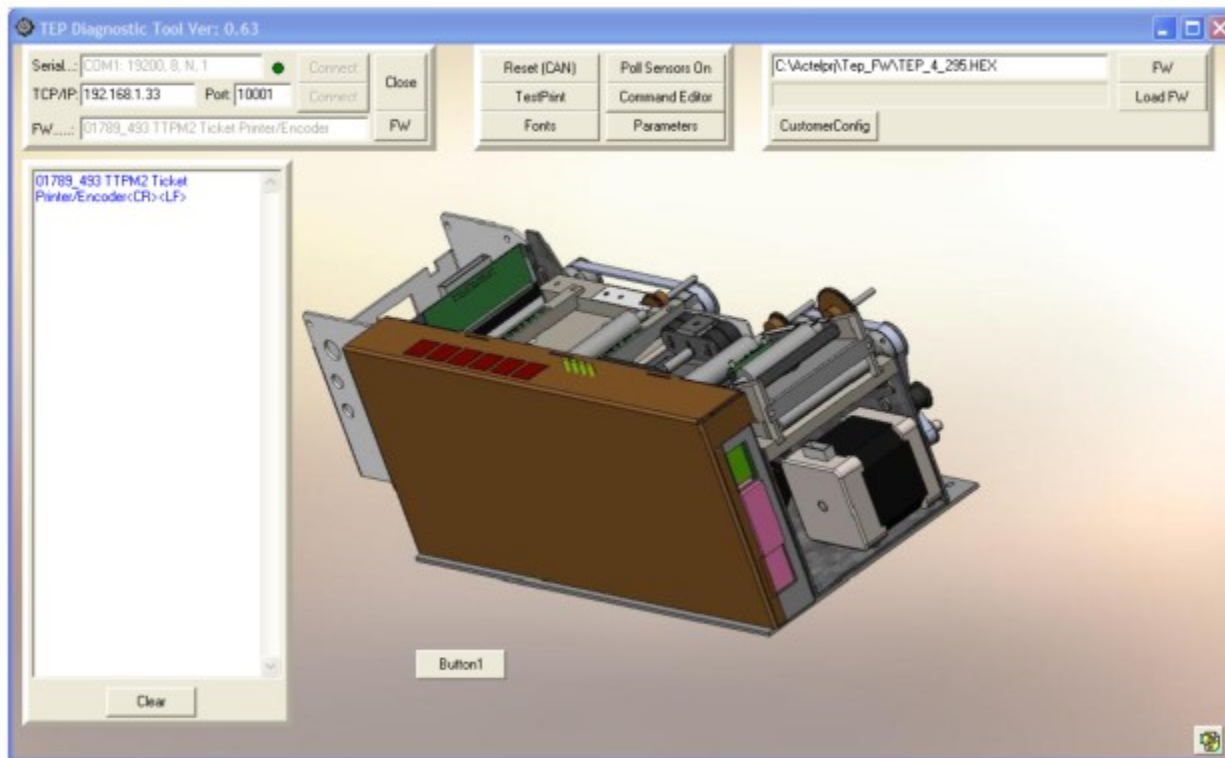 TEP Diagnostic Tool Ver: 0.63
Serial...: COM1: 19200, 8, N, 1 Connect
TCP/IP: 192.168.1.33 Port: 10001 Connect
Close
FW.....: 01789_493 TTPM2 Ticket Printer/Encoder FW
Reset (CAN) Poll Sensors On
TestPrint Command Editor
Fonts Parameters
C:\Actelprj\Tep_FW\TEP_4_295.HEX FW
Load FW
CustomerConfig
01789_493 TTPM2 Ticket
Printer/Encoder<CR><LF>
Button1
Clear